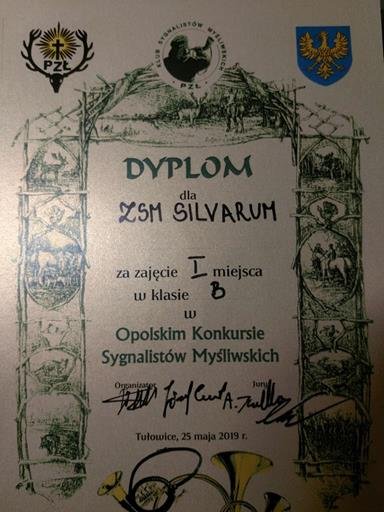 PZŁ
KLUB SYGNALISTÓW MYŚLIWSKICH
PZŁ
DYPLOM
dla
ZSM SILVARUM
za zajęcie I miejsca
w klasie B
w
Opolskim Konkursie
Sygnalistów Myśliwskich
Organizator Jury
Tułowice, 25 maja 2019 r.